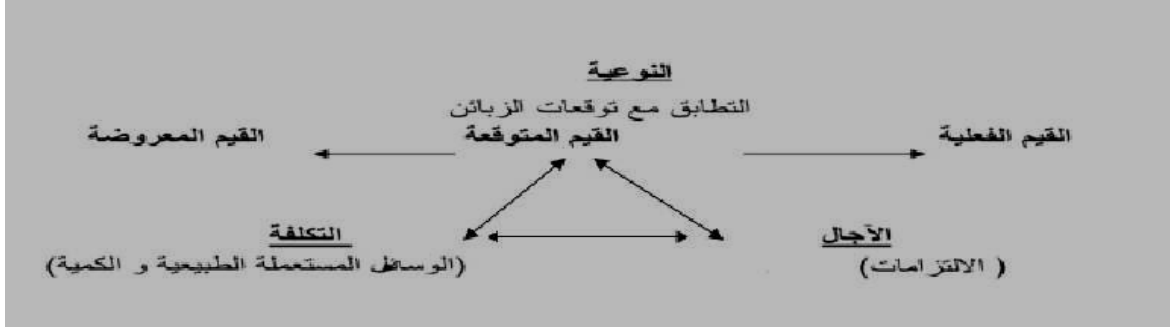 النوعية
التطابق مع توقعات الزبائن
القيم الفعلية القيم المتوقعة القيم المعروضة
الآجال التكلفة
( الالتزامات) (الوسائل المستعملة الطبيعية و الكمية)